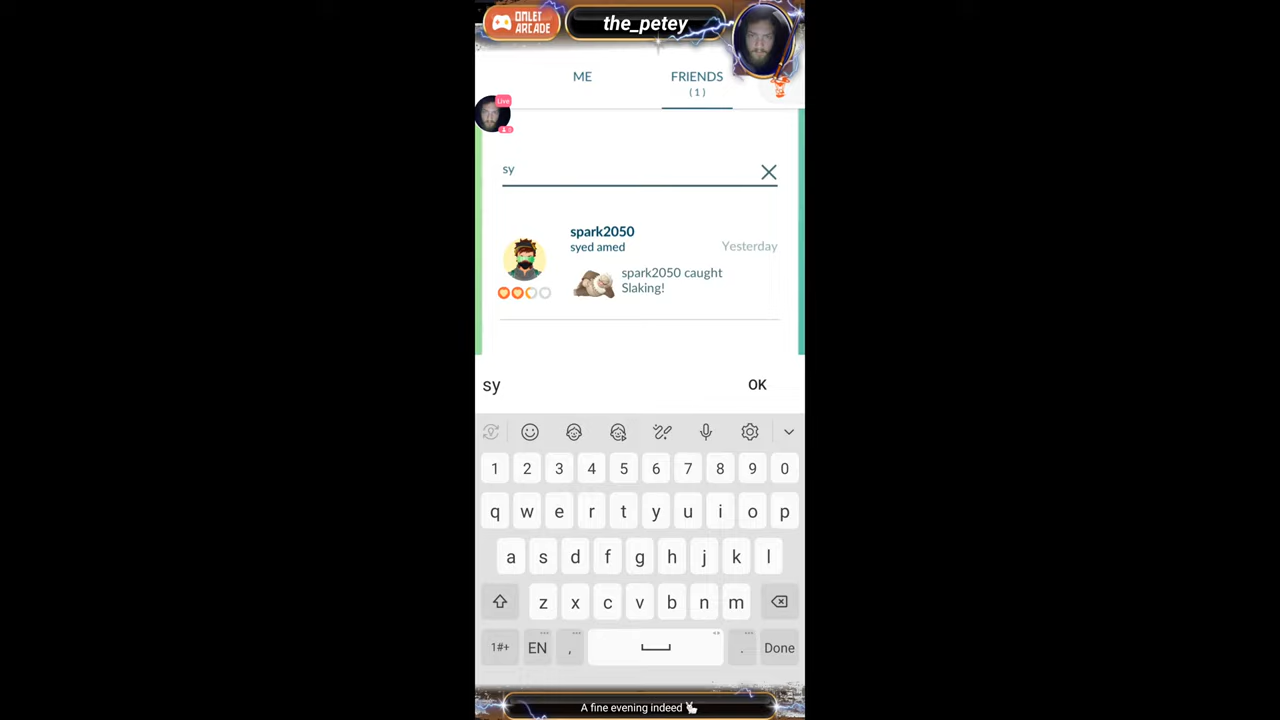 OMLET
ARCADE
the_petey
ME
FRIENDS
(1)
Live
sy
spark2050
syed amed
Yesterday
spark2050 caught
Slaking!
sy
OK
1 2 3 4 5 6 7 8 9 0
q w e r t y u i o p
a s d f g h j k l
z x c v b n m
1#+ EN , . Done
A fine evening indeed